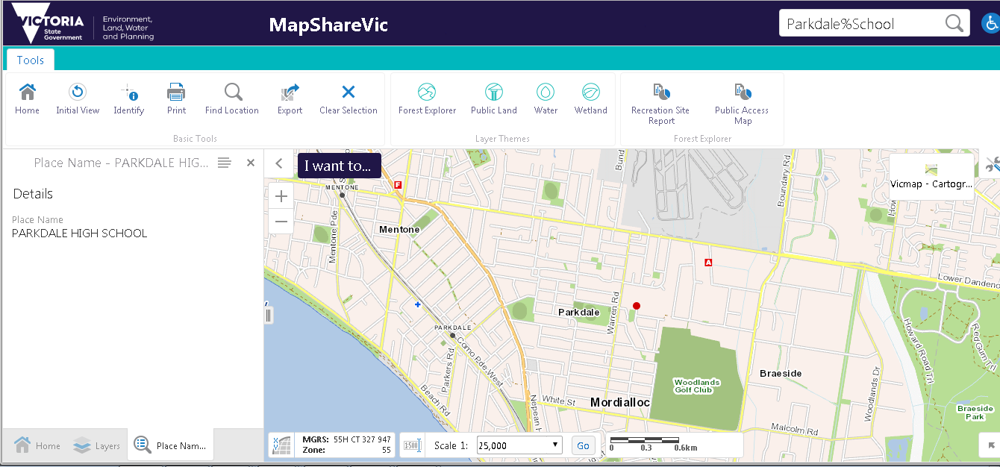 VICTORIA
State
Government
Environment,
Land, Water
and Planning
MapShareVic
Parkdale%School
Tools
Home
Initial View
Identify
Print
Find Location
Export
Clear Selection
Basic Tools
Forest Explorer
Public Land
Water
Wetland
Layer Themes
Recreation Site
Report
Public Access
Map
Forest Explorer
Place Name - PARKDALE HIG...
Details
Place Name
PARKDALE HIGH SCHOOL
I want to...
Vicmap - Cartogr...
Bund
Boundary Rd
MENTONE
F
Mentone
Mentone Pde
A
Lower Dandeno
Parkdale
Warren Rd
PARKDALE
Como Pde West
Parkers Rd
Beach Rd
Nepean H
White St
Mordialloc
Woodlands
Golf Club
Braeside
Woodlands Dr
Malcolm Rd
Howard Road Trl
Red Gum Trl
Braeside
Park
Home
Layers
Place Nam...
MGRS: 55H CT 327 947
Zone: 55
1:500
Scale 1:
25,000
Go
0 0.3 0.6km